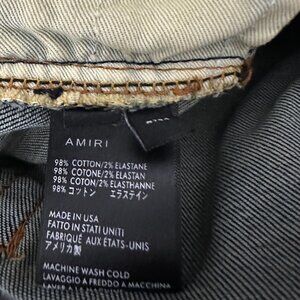 AMIRI
98% COTTON/2% ELASTANE
98% COTONE/2% ELASTAN
98% COTON/2% ELASTHANNE
98% コットン エラステイン
MADE IN USA
FATTO IN STATI UNITI
FABRIQUÉ AUX ÉTATS-UNIS
アメリカ製
MACHINE WASH COLD
LAVAGGIO A FREDDO A MACCHINA